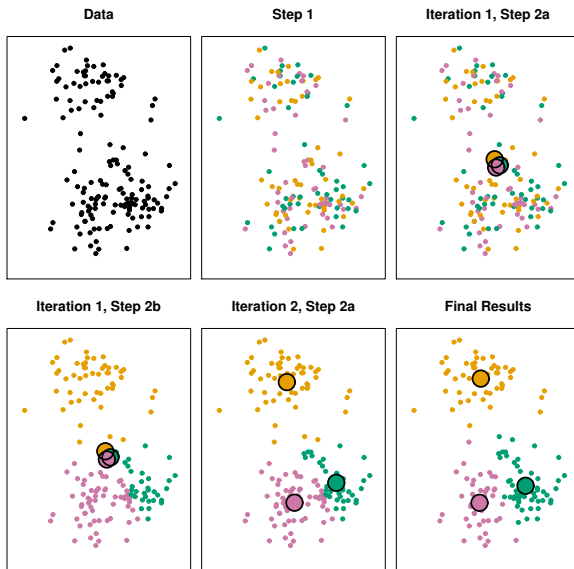 Data
Step 1
Iteration 1, Step 2a
Iteration 1, Step 2b
Iteration 2, Step 2a
Final Results